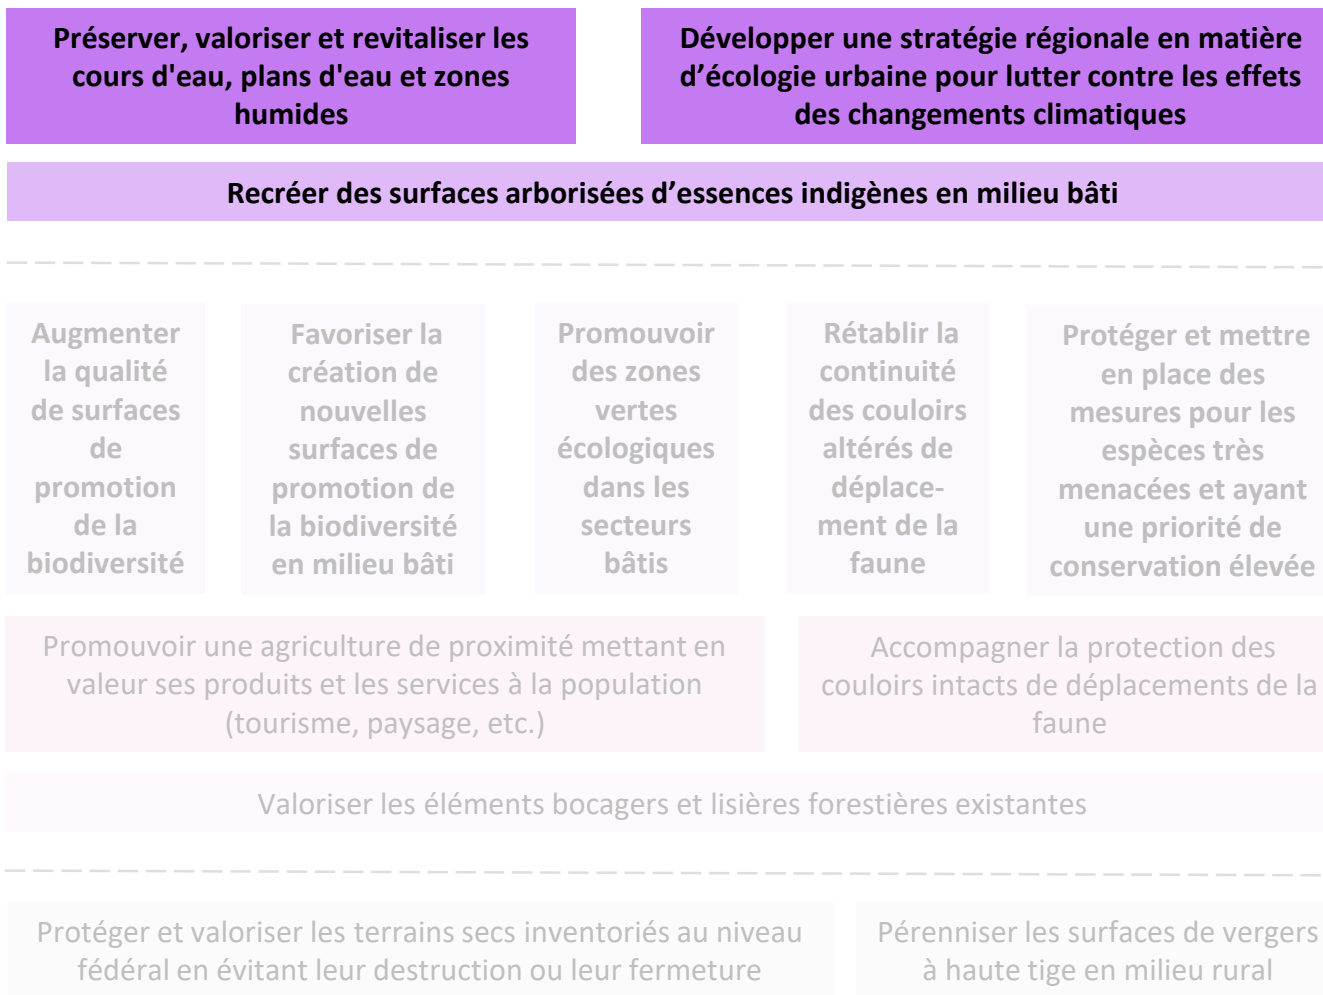 Préserver, valoriser et revitaliser les
cours d'eau, plans d'eau et zones
humides
Développer une stratégie régionale en matière
d’écologie urbaine pour lutter contre les effets
des changements climatiques
Recréer des surfaces arborisées d’essences indigènes en milieu bâti
Augmenter
la qualité
de surfaces
de
promotion
de la
biodiversité
Favoriser la
création de
nouvelles
surfaces de
promotion de
la biodiversité
en milieu bâti
Promouvoir
des zones
vertes
écologiques
dans les
secteurs
bâtis
Rétablir la
continuité
des couloirs
altérés de
déplace-
ment de la
faune
Protéger et mettre
en place des
mesures pour les
espèces très
menacées et ayant
une priorité de
conservation élevée
Promouvoir une agriculture de proximité mettant en
valeur ses produits et les services à la population
(tourisme, paysage, etc.)
Accompagner la protection des
couloirs intacts de déplacements de la
faune
Valoriser les éléments bocagers et lisières forestières existantes
Protéger et valoriser les terrains secs inventoriés au niveau
fédéral en évitant leur destruction ou leur fermeture
Pérenniser les surfaces de vergers
à haute tige en milieu rural